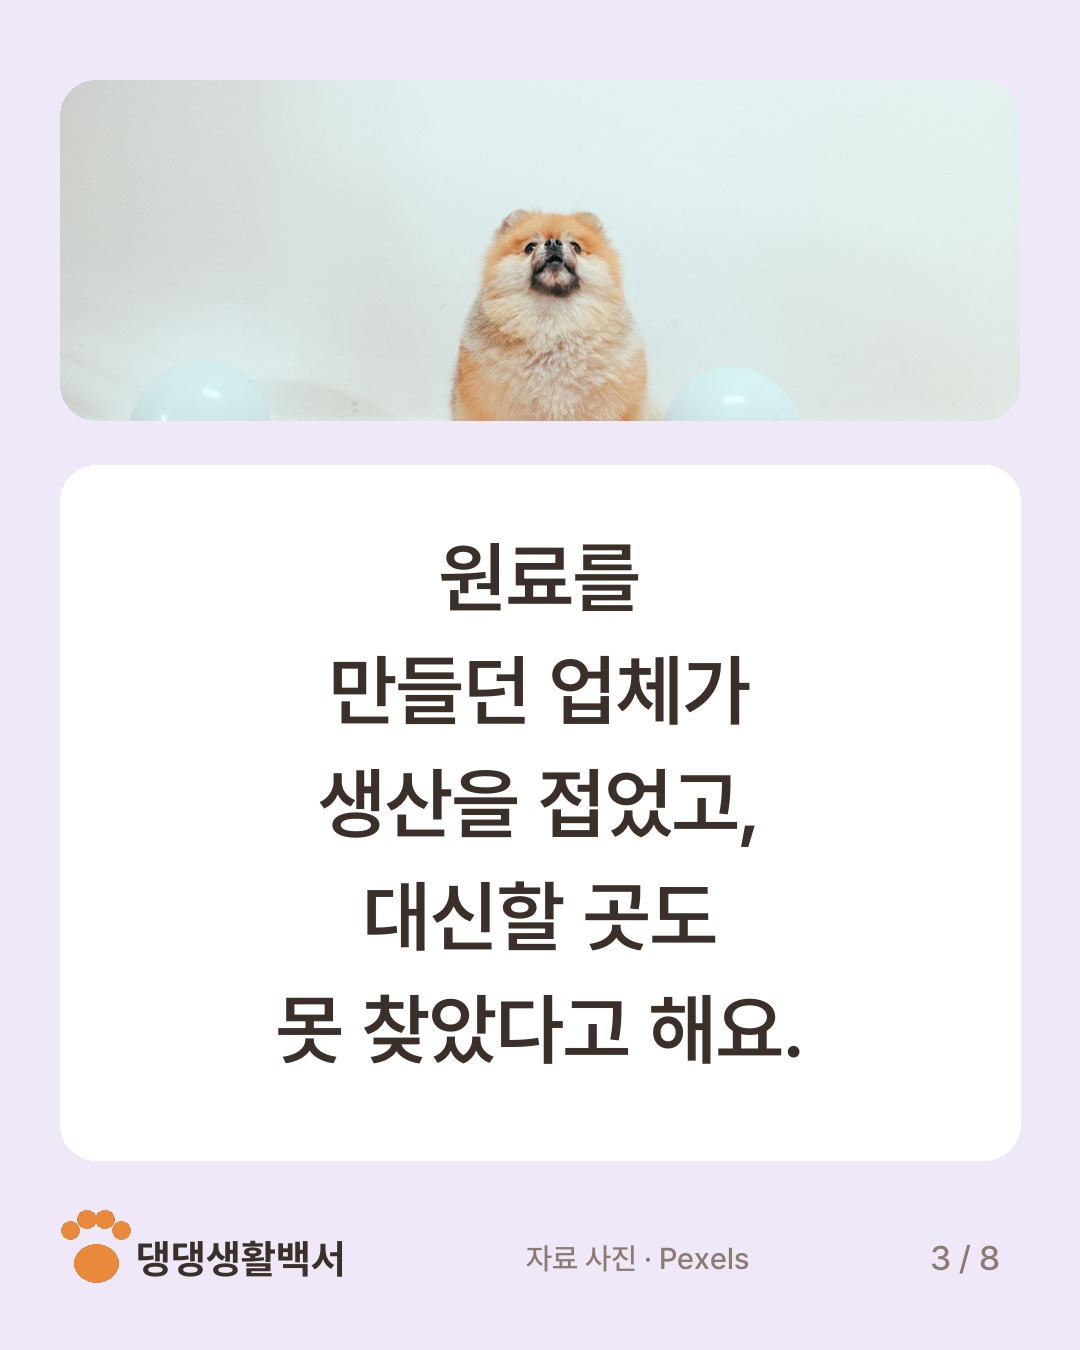 원료를
만들던 업체가
생산을 접었고,
대신할 곳도
못 찾았다고 해요.
댕댕생활백서
자료 사진 · Pexels
3 / 8